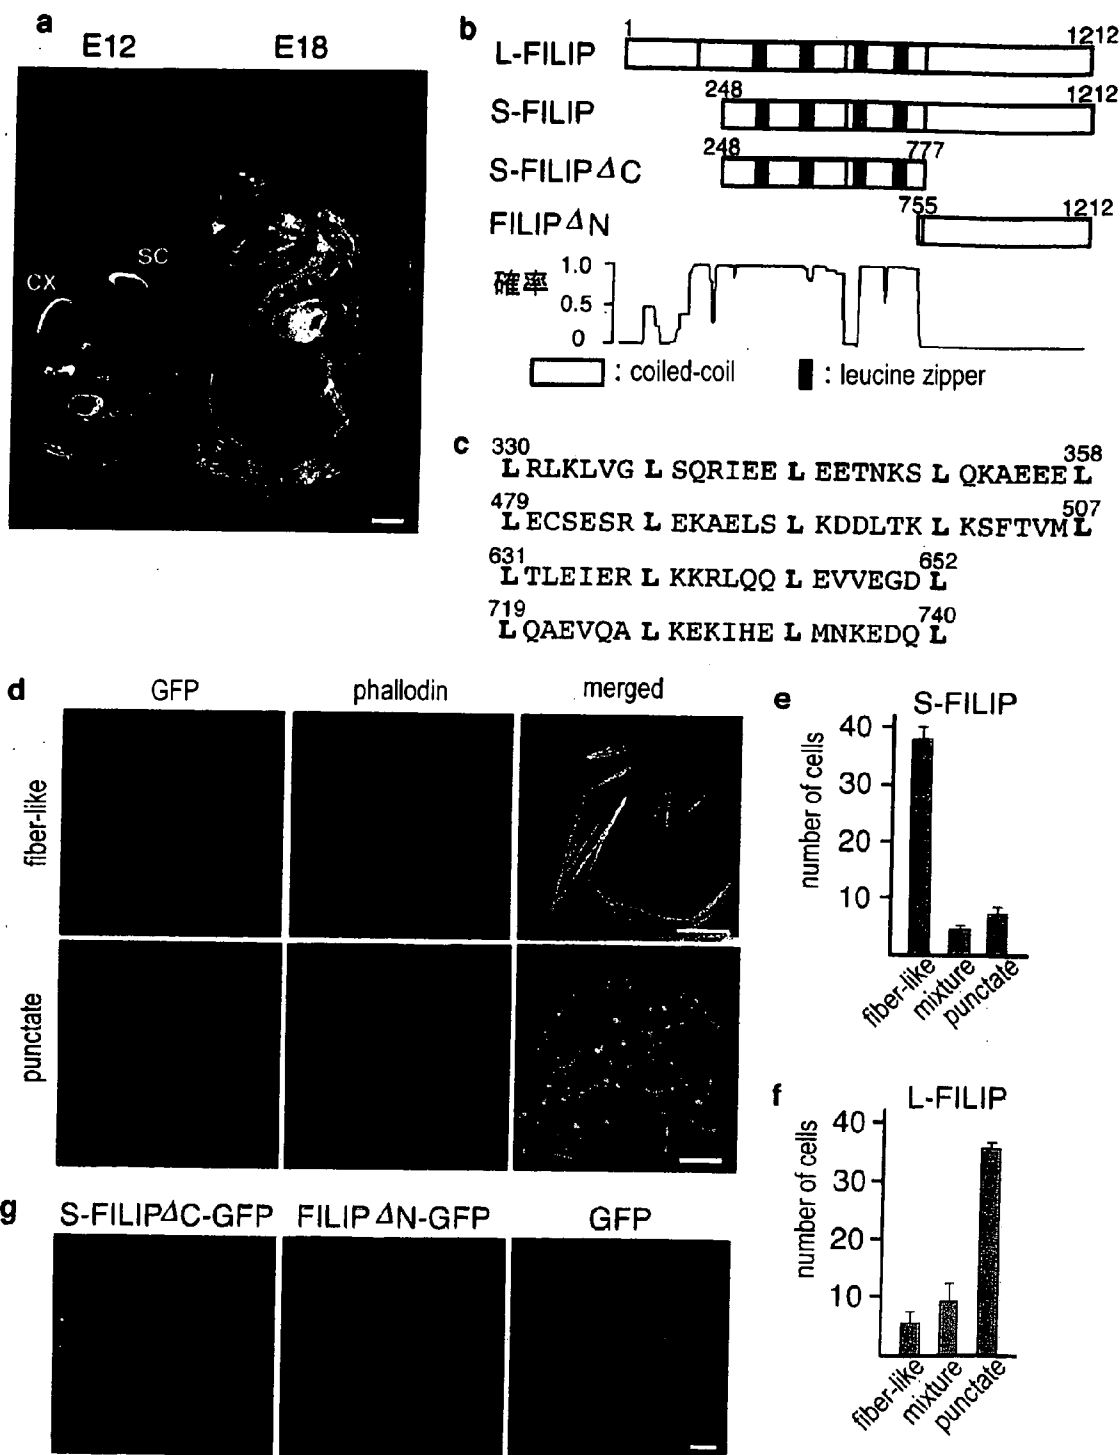 a
E12 E18
SC
CX
b
1 1212
L-FILIP
248 1212
S-FILIP
248 777
S-FILIPΔC
755 1212
FILIPΔN
確率
1.0
0.5
0
: coiled-coil : leucine zipper
c
330 358
L RLKLVG L SQRIEE L EETNKS L QKAEEE L
479 507
L ECSESR L EKAELS L KDDLTK L KSFTVM L
631 652
L TLEIER L KKRLQQ L EVVEGD L
719 740
L QAEVQA L KEKIHE L MNKEDQ L
d
GFP phallodin merged
fiber-like
punctate
e
S-FILIP
number of cells
40
30
20
10
fiber-like mixture punctate
f
L-FILIP
number of cells
40
30
20
10
fiber-like mixture punctate
g
S-FILIPΔC-GFP FILIPΔN-GFP GFP